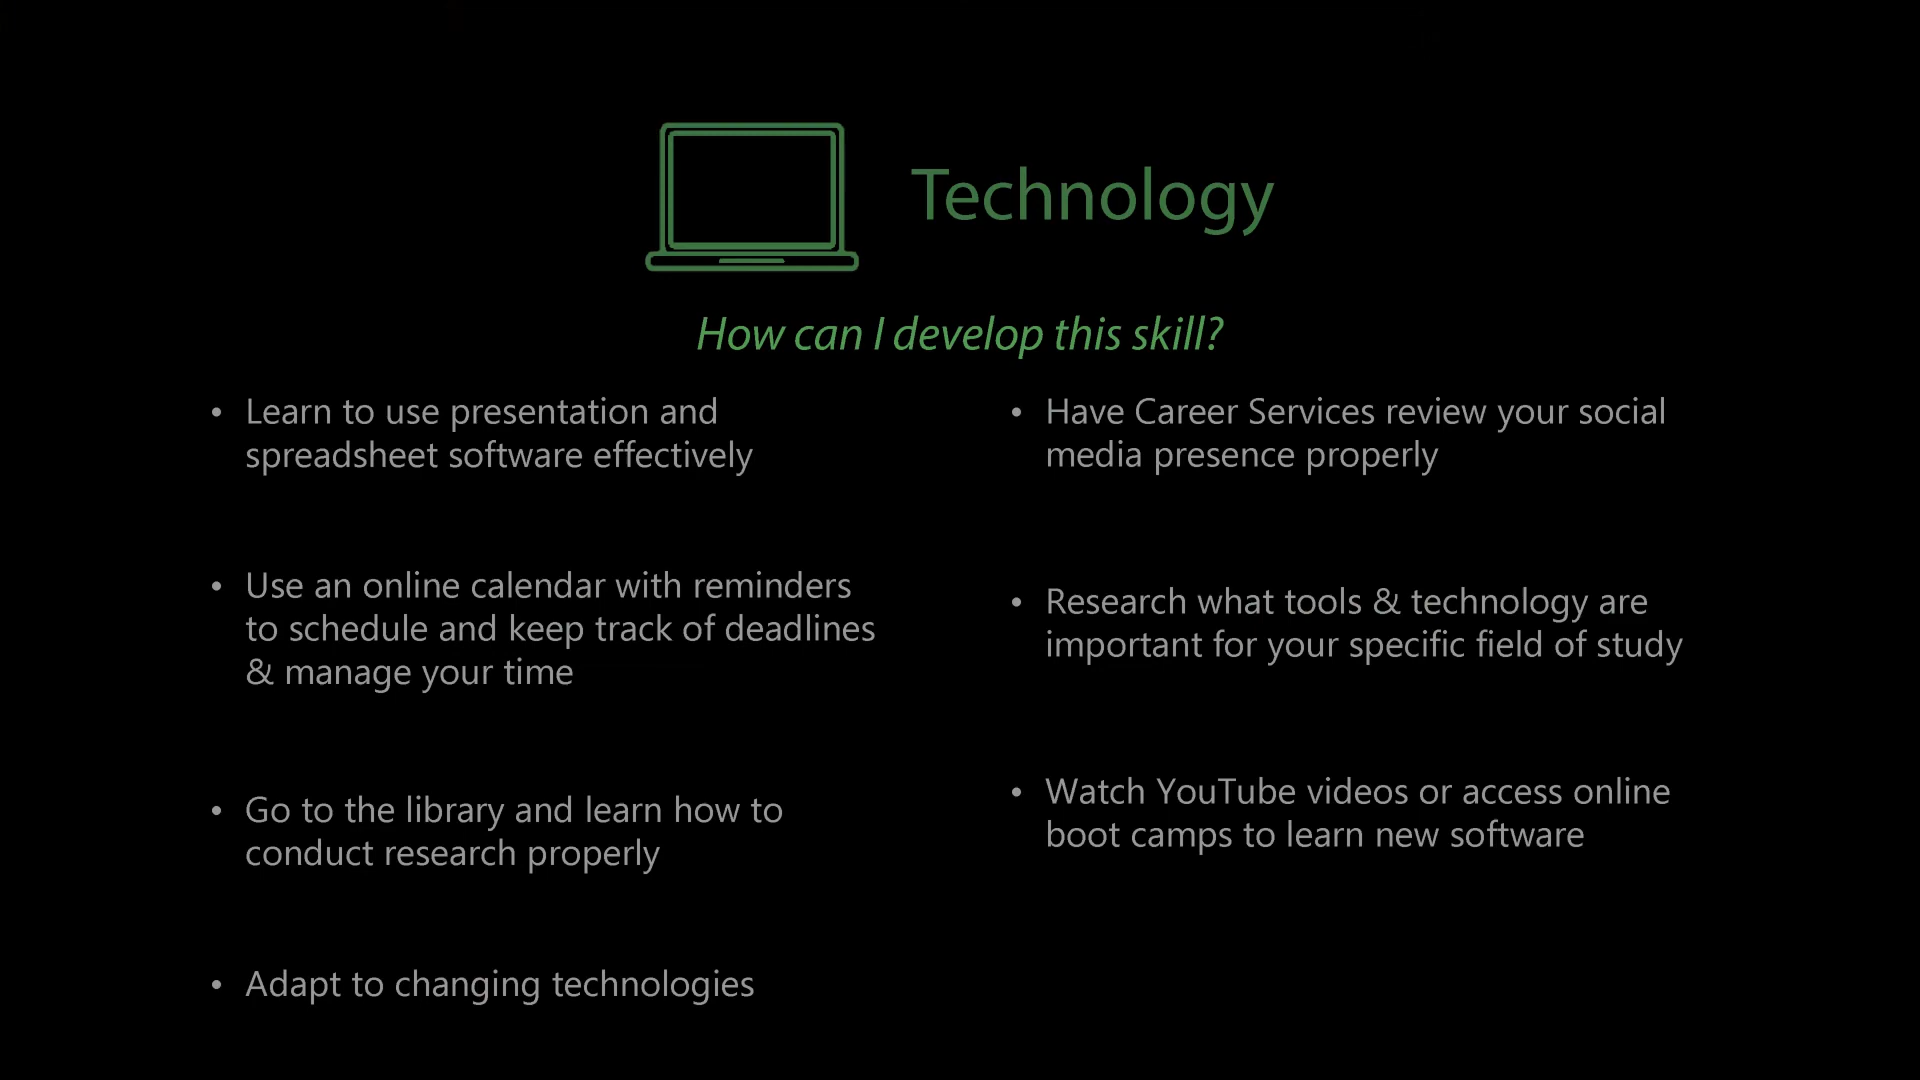 Technology
How can I develop this skill?
• Learn to use presentation and
spreadsheet software effectively
• Use an online calendar with reminders
to schedule and keep track of deadlines
& manage your time
• Go to the library and learn how to
conduct research properly
• Adapt to changing technologies
• Have Career Services review your social
media presence properly
• Research what tools & technology are
important for your specific field of study
• Watch YouTube videos or access online
boot camps to learn new software